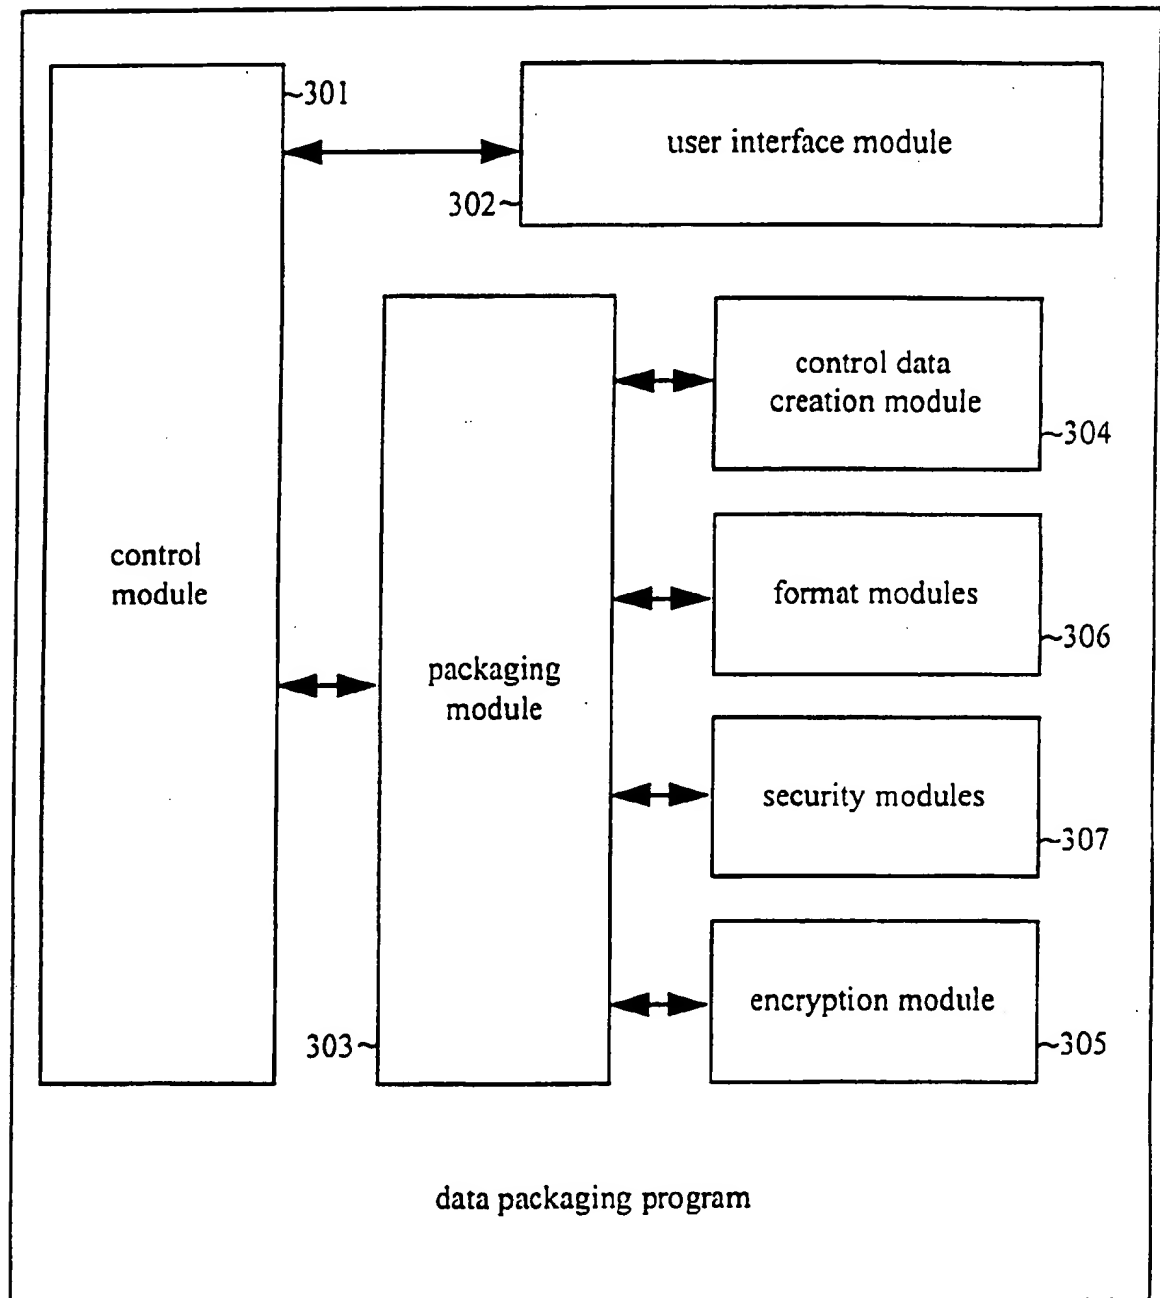 ~301
user interface module
302~
control data
creation module
~304
control
module
format modules
~306
packaging
module
security modules
~307
encryption module
303~
~305
data packaging program